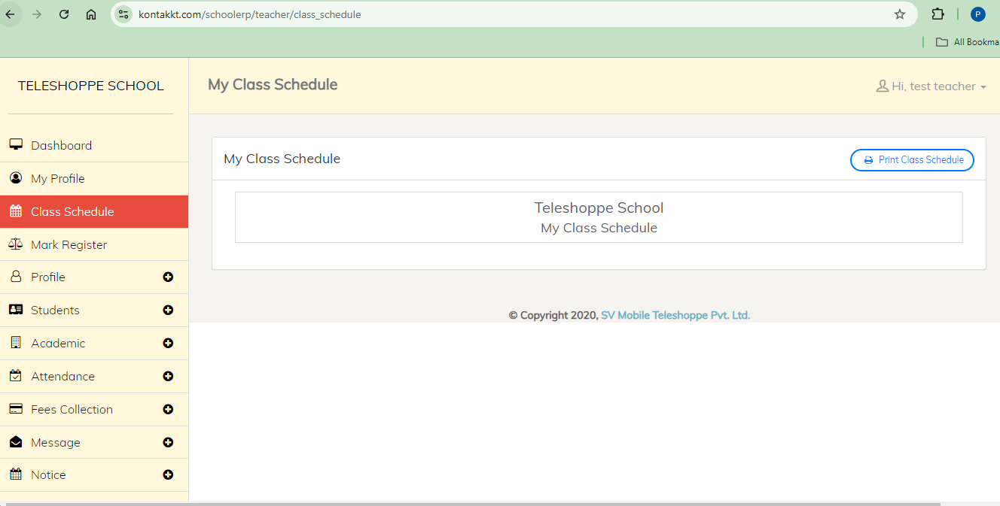 kontakkt.com/schoolerp/teacher/class_schedule
P
All Bookma
TELESHOPPE SCHOOL
My Class Schedule
Hi, test teacher
Dashboard
My Profile
Class Schedule
Mark Register
Profile
Students
Academic
Attendance
Fees Collection
Message
Notice
My Class Schedule
Print Class Schedule
Teleshoppe School
My Class Schedule
© Copyright 2020, SV Mobile Teleshoppe Pvt. Ltd.